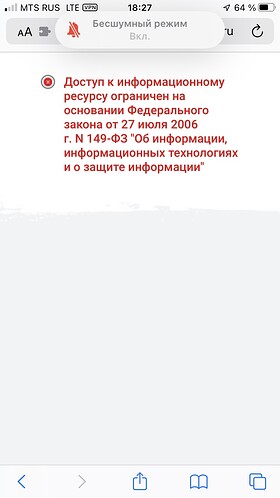 MTS RUS LTE VPN 18:27 64 %
Бесшумный режим
Вкл.
AA ru
Доступ к информационному
ресурсу ограничен на
основании Федерального
закона от 27 июля 2006
г. N 149-ФЗ "Об информации,
информационных технологиях
и о защите информации"